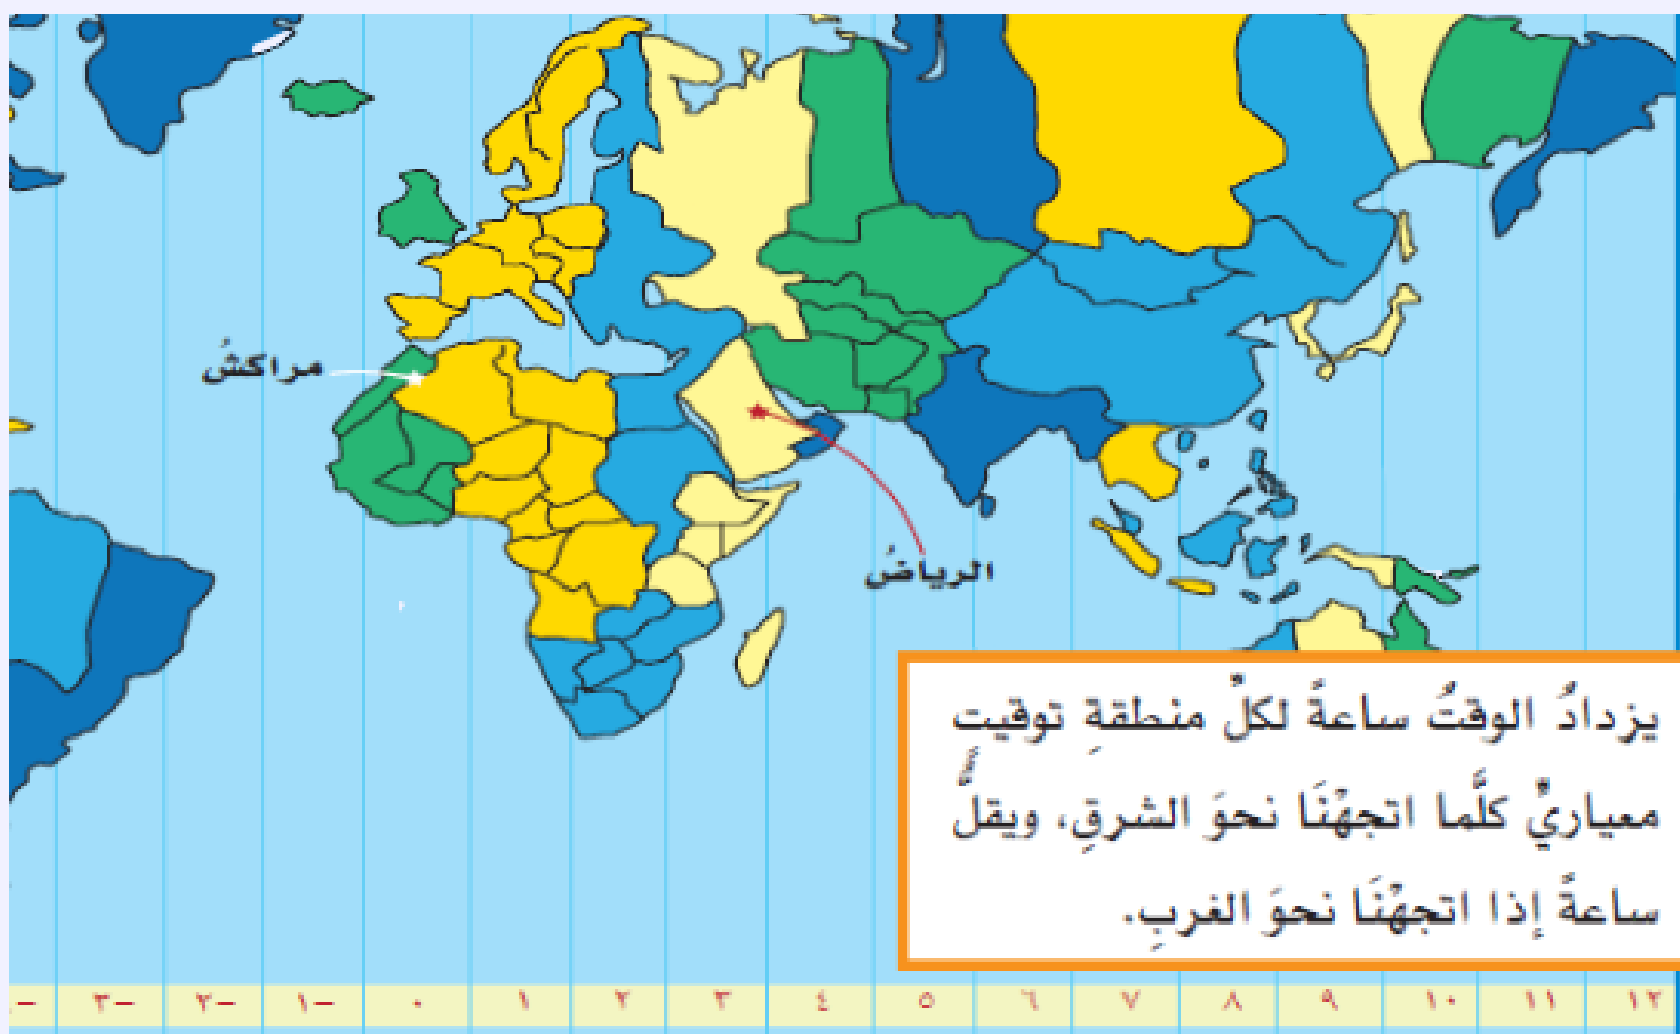 مراكشُ
الرياضُ
يزدادُ الوقتُ ساعةً لكلِّ منطقةِ توقيت
معياريٍّ كلَّما اتجهْنَا نحوَ الشرقِ، ويقلُّ
ساعةً إذا اتجهْنَا نحوَ الغربِ.
− ٣− ٢− ١− ٠ ١ ٢ ٣ ٤ ٥ ٦ ٧ ٨ ٩ ١٠ ١١ ١٢